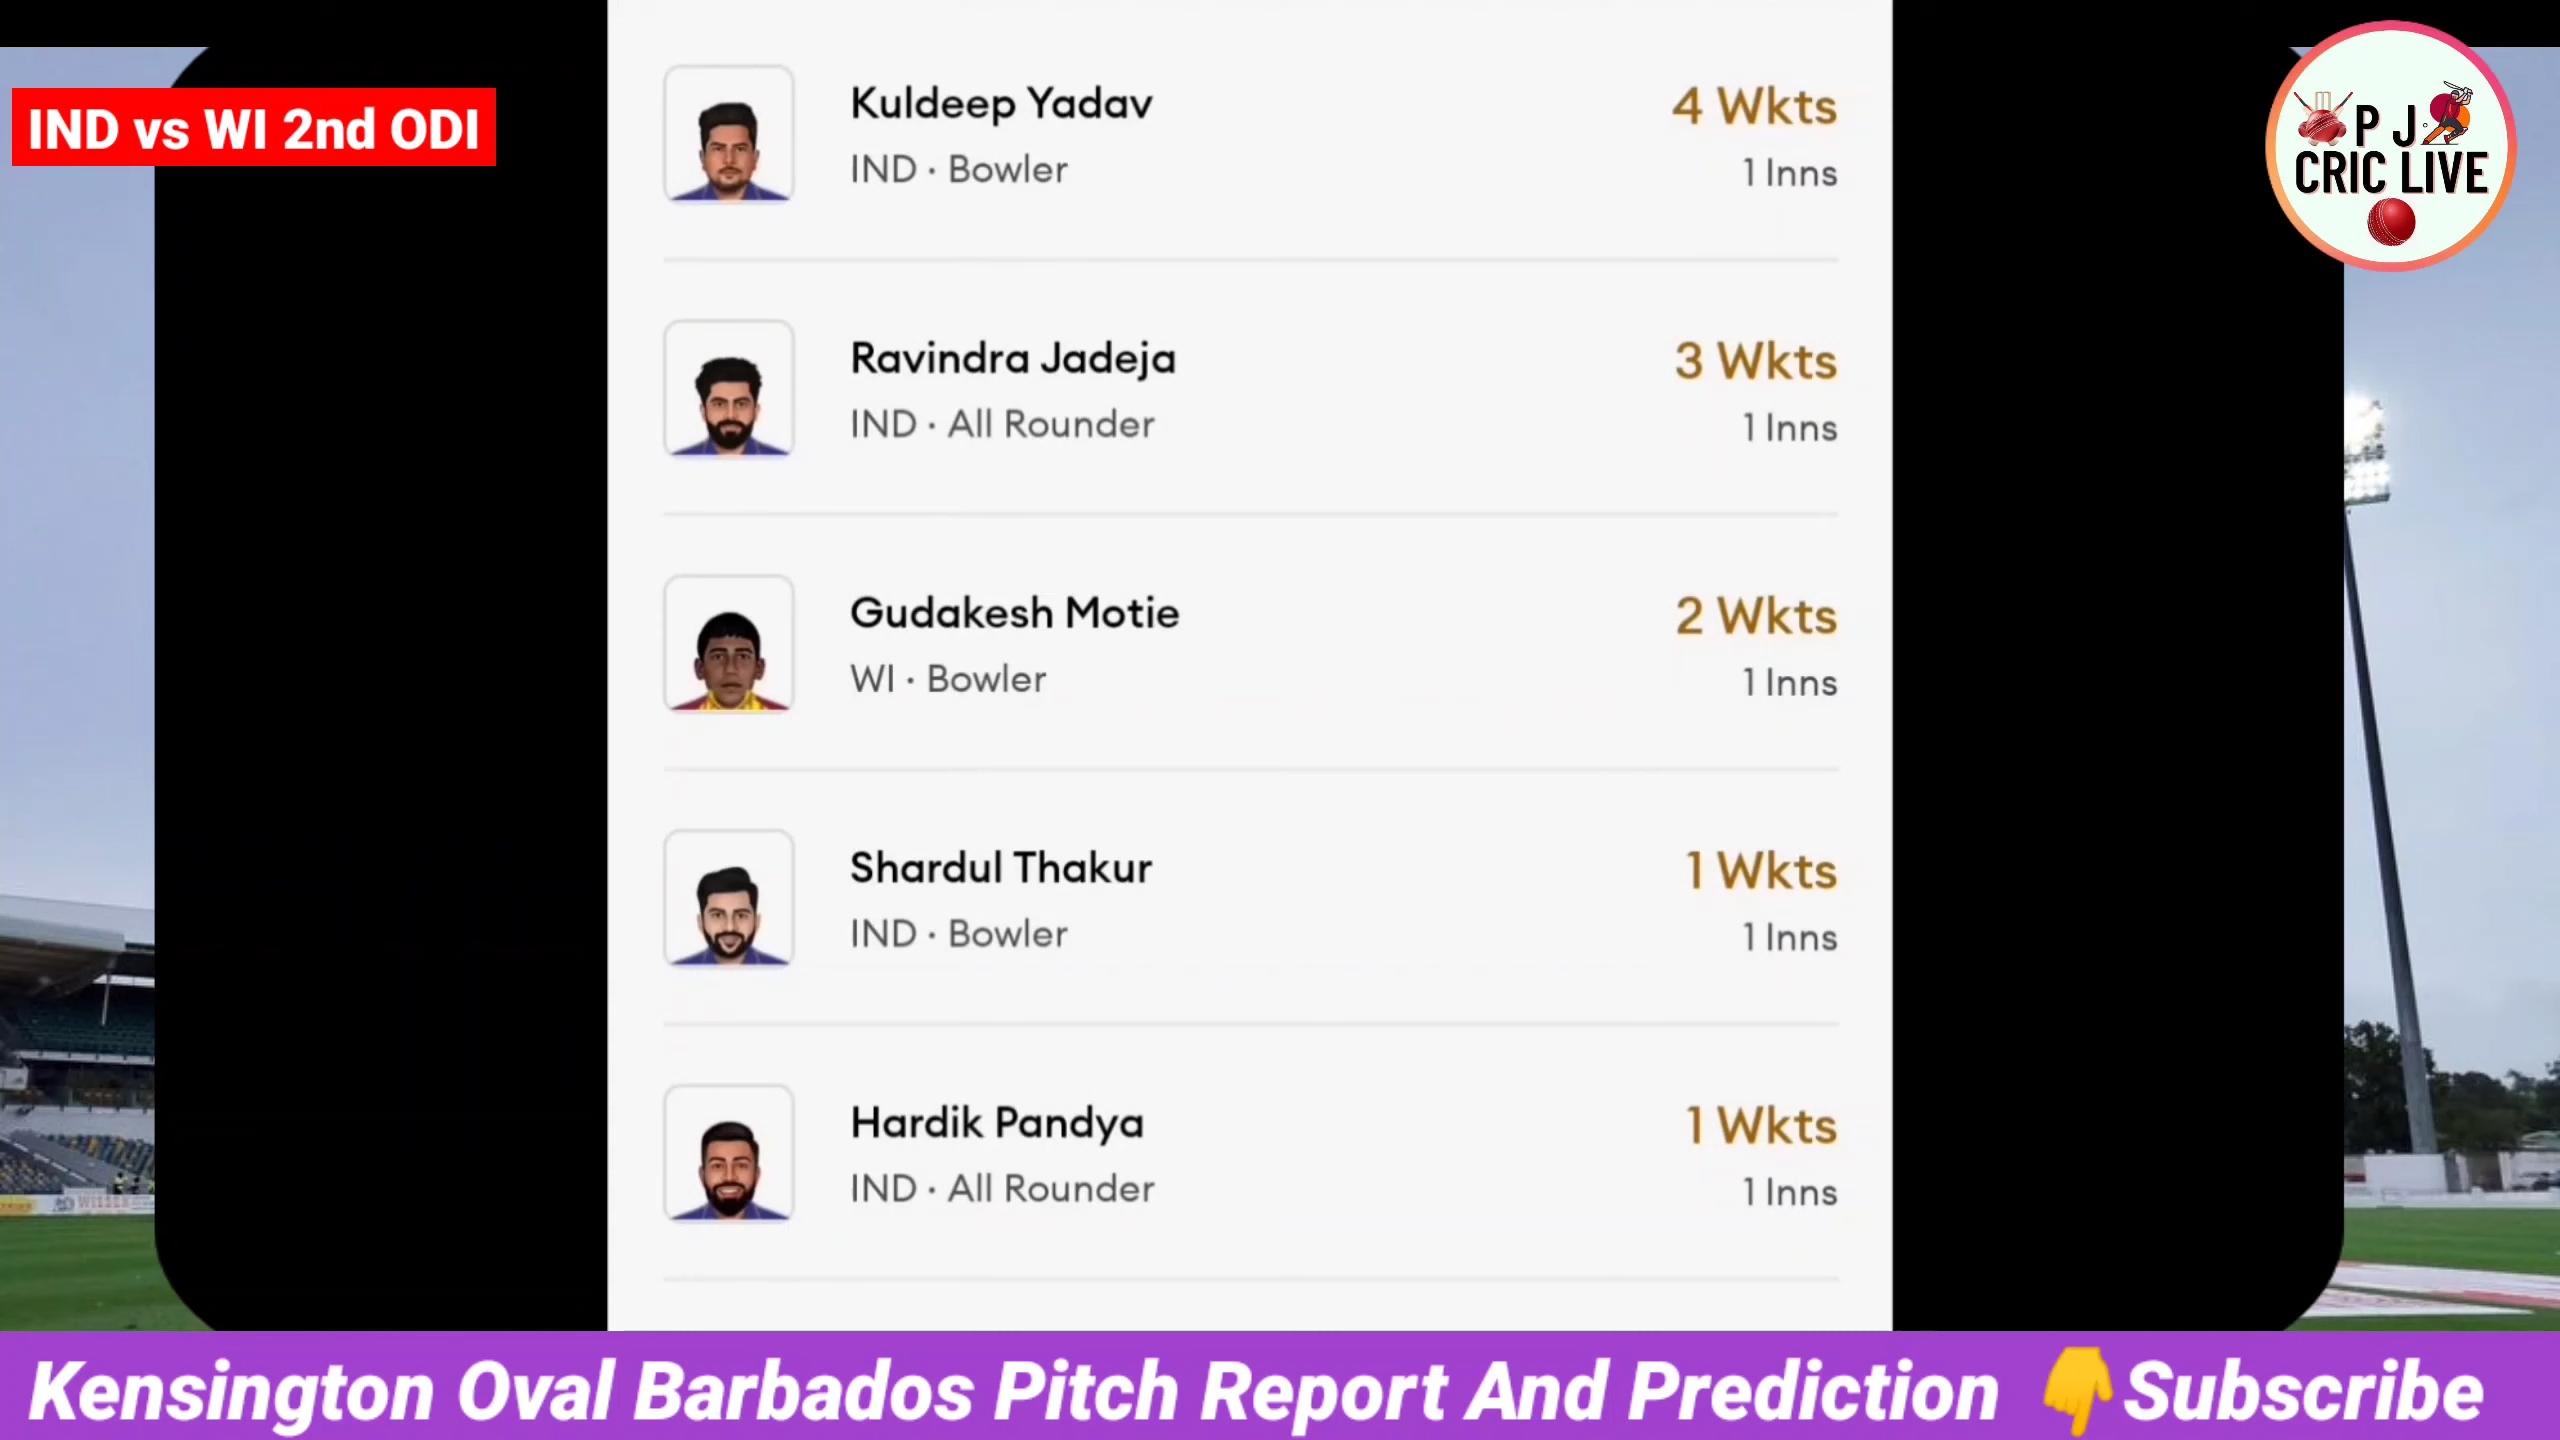 IND vs WI 2nd ODI
P J
CRIC LIVE
Kuldeep Yadav
4 Wkts
IND · Bowler
1 Inns
Ravindra Jadeja
3 Wkts
IND · All Rounder
1 Inns
Gudakesh Motie
2 Wkts
WI · Bowler
1 Inns
Shardul Thakur
1 Wkts
IND · Bowler
1 Inns
Hardik Pandya
1 Wkts
IND · All Rounder
1 Inns
Kensington Oval Barbados Pitch Report And Prediction 👇Subscribe